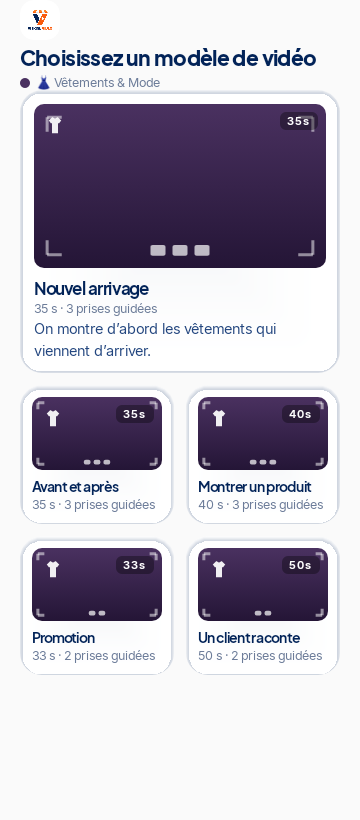 Choisissez un modèle de vidéo
Vêtements & Mode
35s
Nouvel arrivage
35 s · 3 prises guidées
On montre d’abord les vêtements qui
viennent d’arriver.
35s
Avant et après
35 s · 3 prises guidées
40s
Montrer un produit
40 s · 3 prises guidées
33s
Promotion
33 s · 2 prises guidées
50s
Un client raconte
50 s · 2 prises guidées